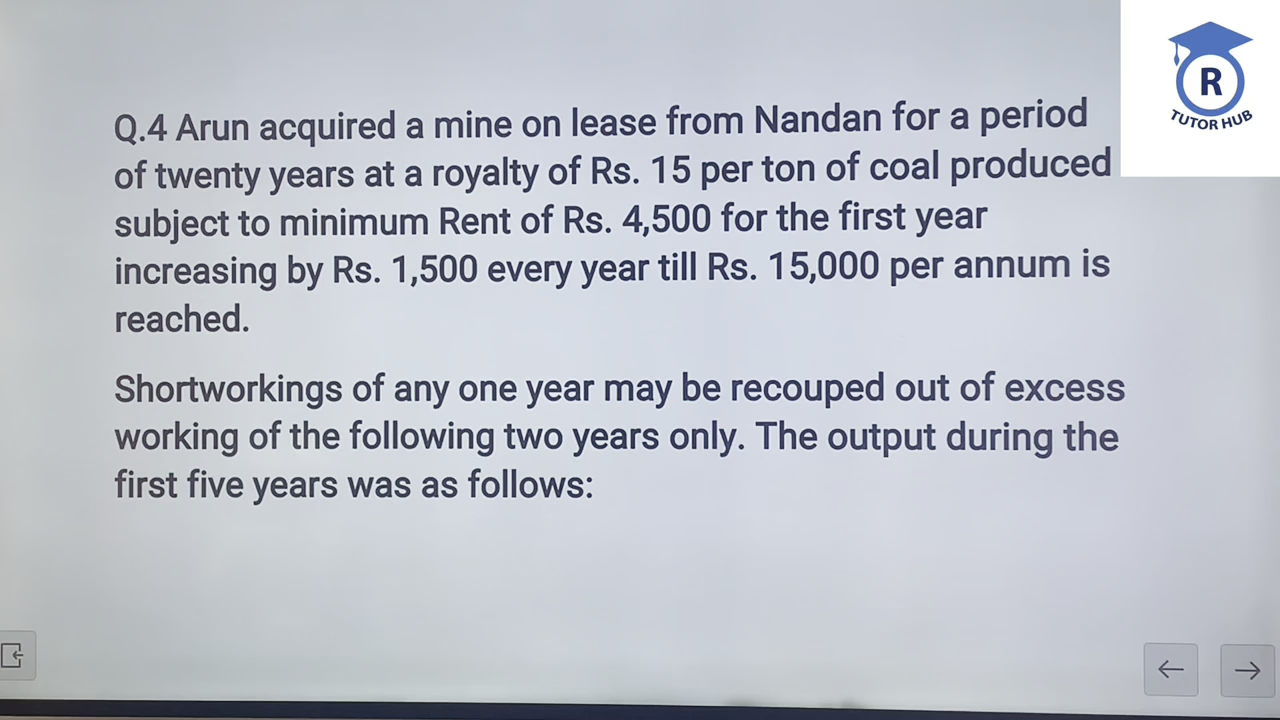 R
TUTOR HUB
Q.4 Arun acquired a mine on lease from Nandan for a period
of twenty years at a royalty of Rs. 15 per ton of coal produced
subject to minimum Rent of Rs. 4,500 for the first year
increasing by Rs. 1,500 every year till Rs. 15,000 per annum is
reached.
Shortworkings of any one year may be recouped out of excess
working of the following two years only. The output during the
first five years was as follows: